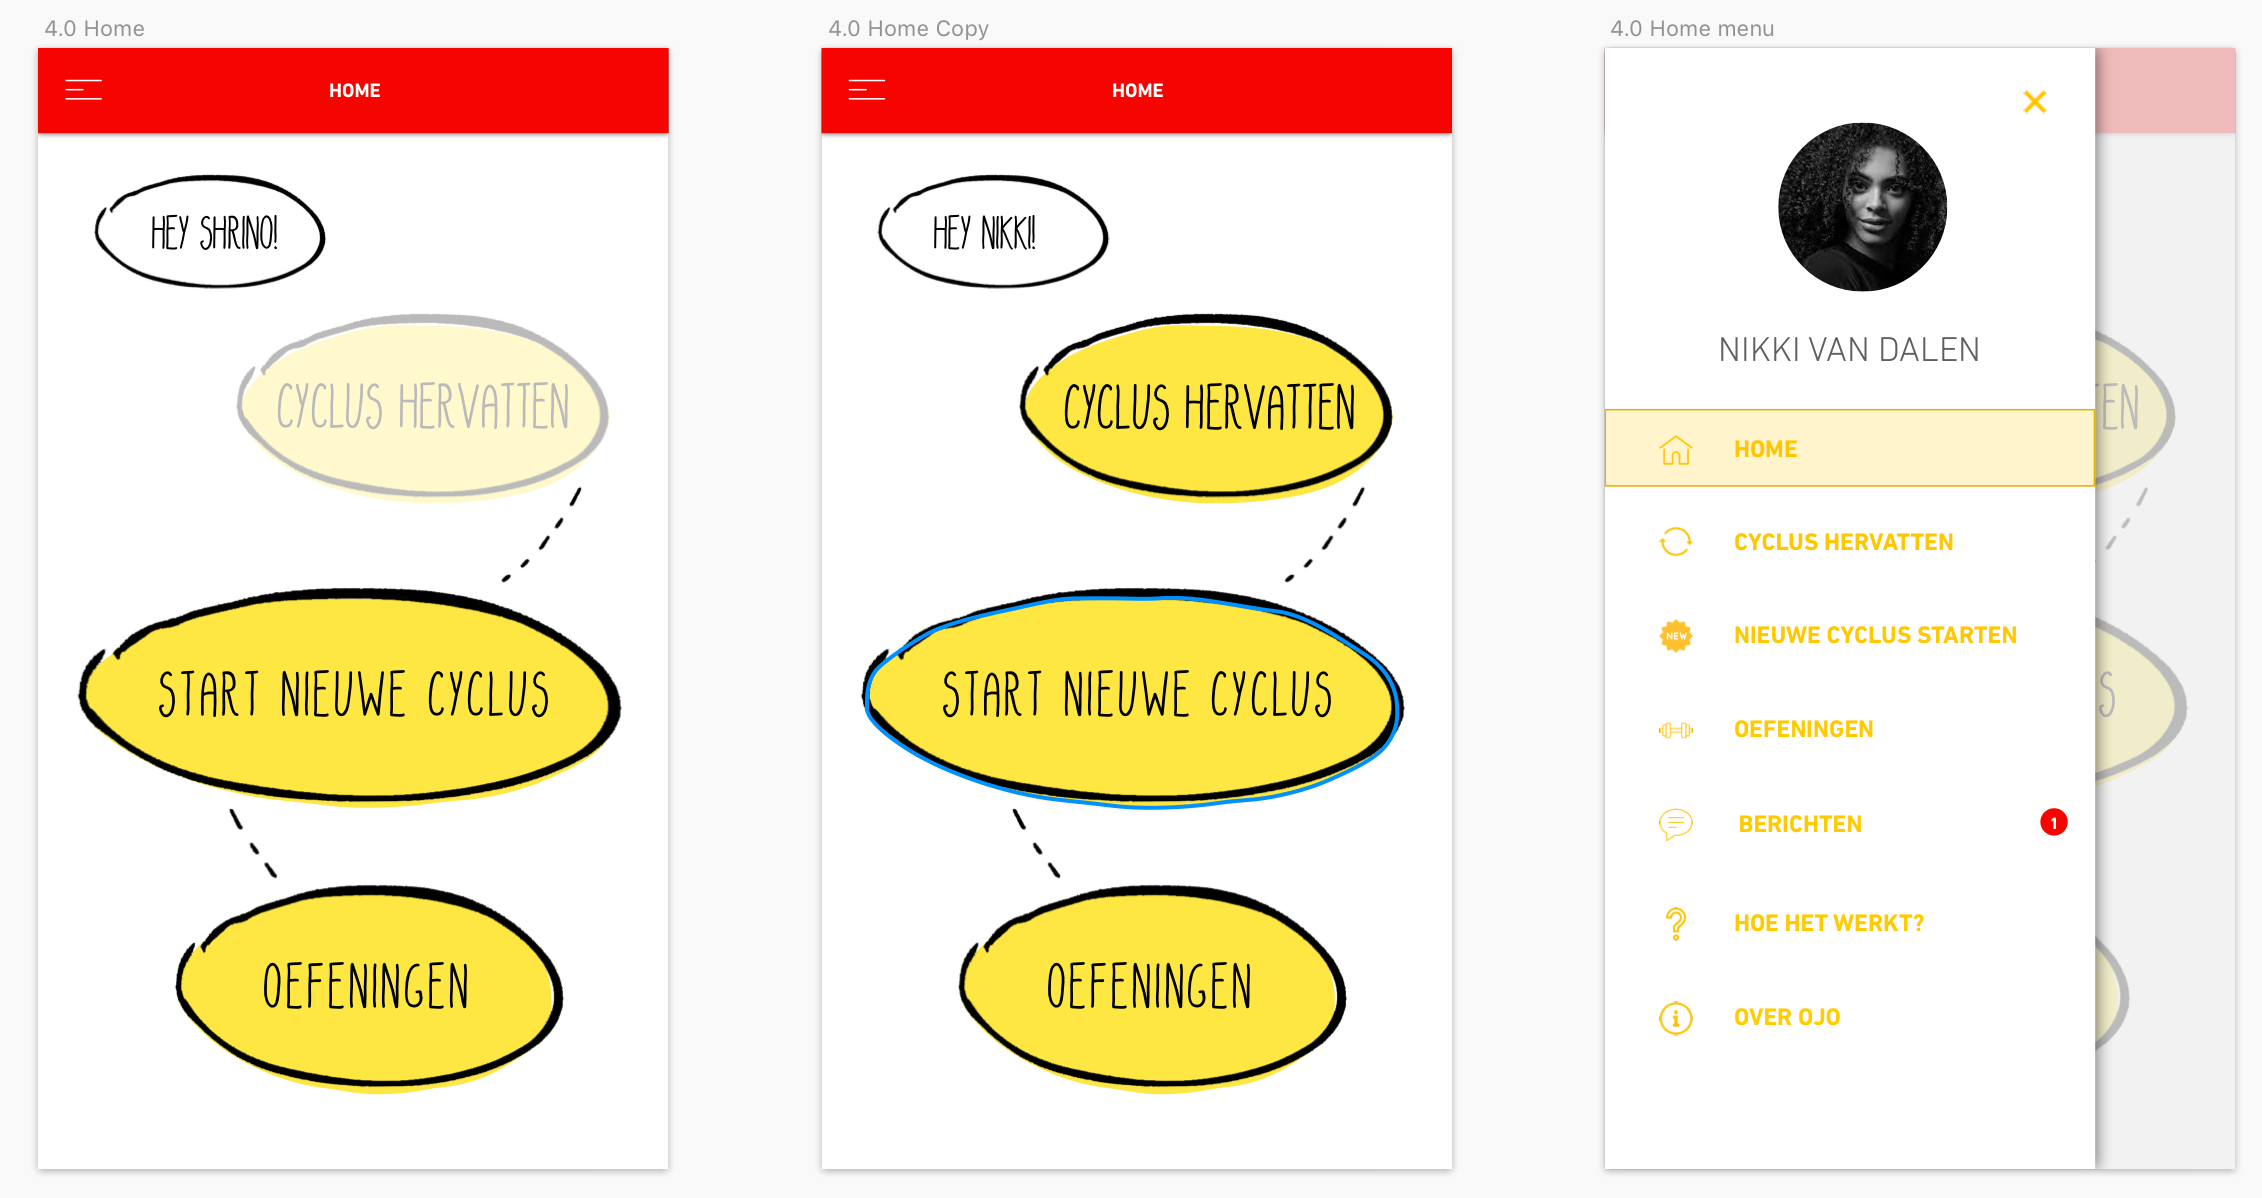 4.0 Home
HOME
HEY SHRINO!
CYCLUS HERVATTEN
START NIEUWE CYCLUS
OEFENINGEN
4.0 Home Copy
HOME
HEY NIKKI!
CYCLUS HERVATTEN
START NIEUWE CYCLUS
OEFENINGEN
4.0 Home menu
NIKKI VAN DALEN
HOME
CYCLUS HERVATTEN
NEW NIEUWE CYCLUS STARTEN
OEFENINGEN
BERICHTEN 1
HOE HET WERKT?
OVER OJO
EN
S